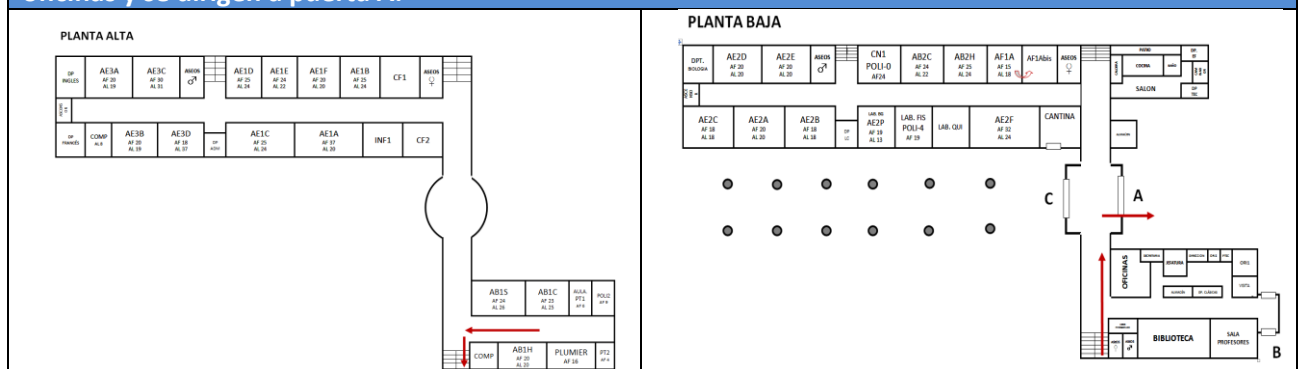 PLANTA ALTA
DP
INGLES
AE3A
AF 20
AL 19
AE3C
AF 30
AL 31
ASEOS
AE1D
AF 25
AL 24
AE1E
AF 24
AL 22
AE1F
AF 20
AL 20
AE1B
AF 25
AL 24
CF1
ASEOS
DP
FRANCÉS
COMP
AL 8
AE3B
AF 20
AL 19
AE3D
AF 18
AL 37
DP
AE1C
AF 25
AL 24
AE1A
AF 37
AL 20
INF1
CF2
AB1S
AF 24
AL 26
AB1C
AF 23
AL 23
AULA
PT1
POLI2
COMP
AB1H
AF 20
AL 20
PLUMIER
AF 16
PT2
PLANTA BAJA
DPT.
BIOLOGIA
AE2D
AF 20
AL 20
AE2E
AF 20
AL 20
ASEOS
CN1
POLI-0
AF24
AB2C
AF 24
AL 22
AB2H
AF 25
AL 24
AF1A
AF 15
AL 18
AF1Abis
ASEOS
PATIO
COCINA
SALON
AE2C
AF 18
AL 18
AE2A
AF 20
AL 20
AE2B
AF 18
AL 18
LAB. BG
AE2P
AF 19
AL 13
LAB. FIS
POLI-4
AF 19
LAB. QUI
AE2F
AF 32
AL 24
CANTINA
C
A
OFICINAS
JEFATURA
BIBLIOTECA
SALA
PROFESORES
B